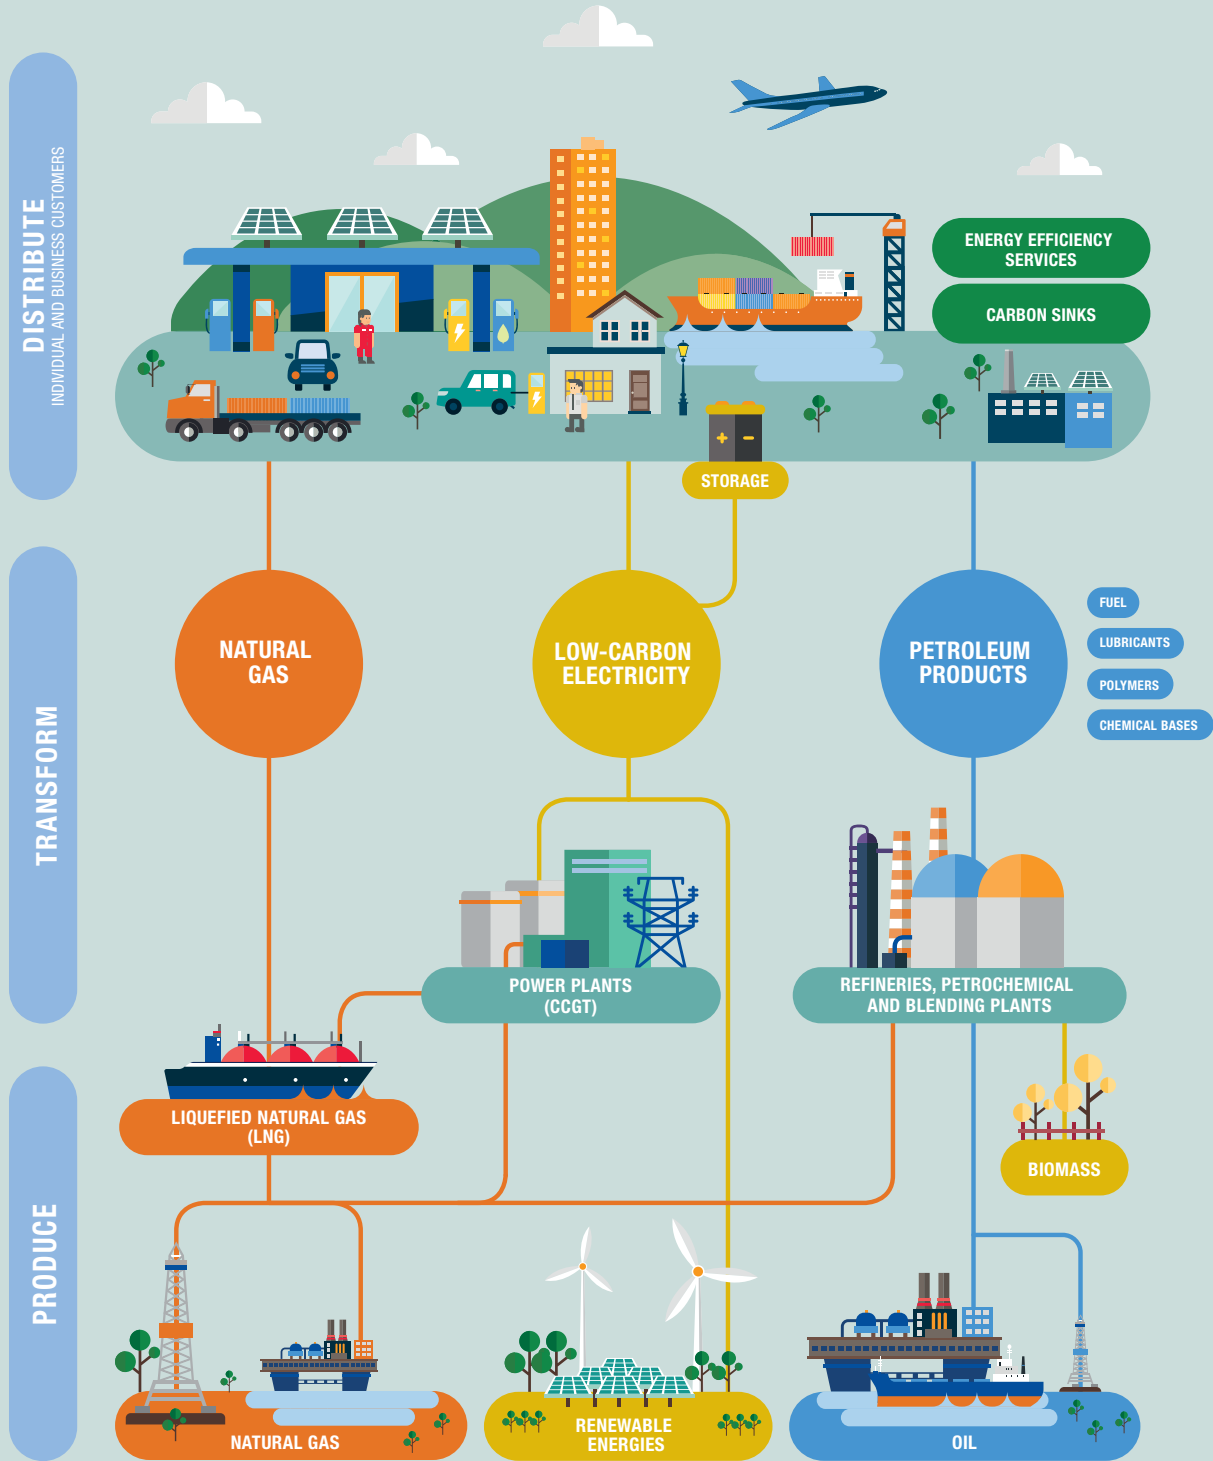 DISTRIBUTE
INDIVIDUAL AND BUSINESS CUSTOMERS
ENERGY EFFICIENCY
SERVICES
CARBON SINKS
+ −
STORAGE
TRANSFORM
NATURAL
GAS
LOW-CARBON
ELECTRICITY
PETROLEUM
PRODUCTS
FUEL
LUBRICANTS
POLYMERS
CHEMICAL BASES
POWER PLANTS
(CCGT)
REFINERIES, PETROCHEMICAL
AND BLENDING PLANTS
PRODUCE
LIQUEFIED NATURAL GAS
(LNG)
BIOMASS
NATURAL GAS
RENEWABLE
ENERGIES
OIL